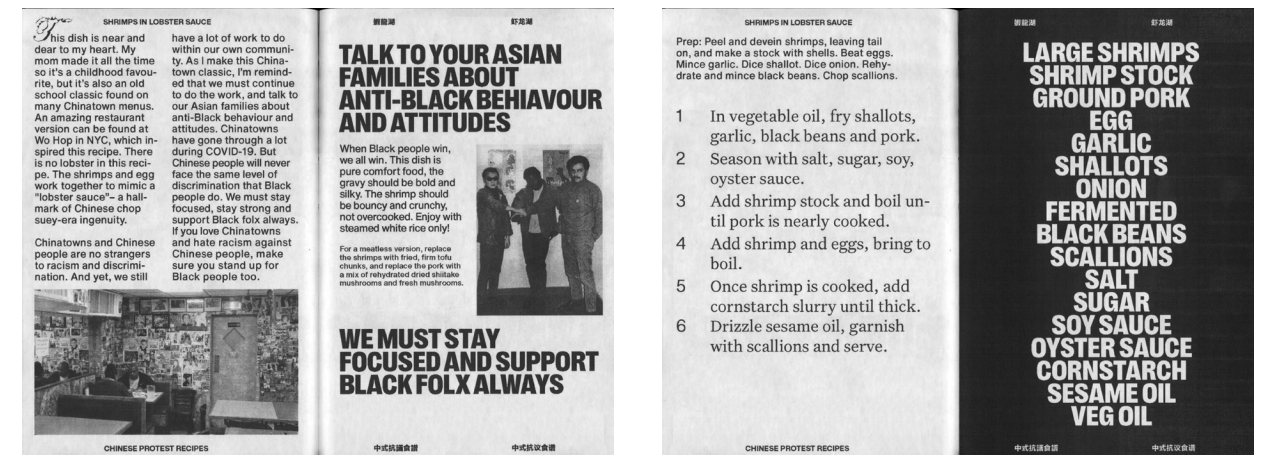 SHRIMPS IN LOBSTER SAUCE
This dish is near and
dear to my heart. My
mom made it all the time
so it's a childhood favou-
rite, but it's also an old
school classic found on
many Chinatown menus.
An amazing restaurant
version can be found at
Wo Hop in NYC, which in-
spired this recipe. There
is no lobster in this reci-
pe. The shrimps and egg
work together to mimic a
"lobster sauce"– a hall-
mark of Chinese chop
suey-era ingenuity.
Chinatowns and Chinese
people are no strangers
to racism and discrimi-
nation. And yet, we still
have a lot of work to do
within our own communi-
ty. As I make this China-
town classic, I'm remind-
ed that we must continue
to do the work, and talk to
our Asian families about
anti-Black behaviour and
attitudes. Chinatowns
have gone through a lot
during COVID-19. But
Chinese people will never
face the same level of
discrimination that Black
people do. We must stay
focused, stay strong and
support Black folx always.
If you love Chinatowns
and hate racism against
Chinese people, make
sure you stand up for
Black people too.
CHINESE PROTEST RECIPES
蝦龍湖
虾龙湖
TALK TO YOUR ASIAN
FAMILIES ABOUT
ANTI-BLACK BEHIAVOUR
AND ATTITUDES
When Black people win,
we all win. This dish is
pure comfort food, the
gravy should be bold and
silky. The shrimp should
be bouncy and crunchy,
not overcooked. Enjoy with
steamed white rice only!
For a meatless version, replace
the shrimps with fried, firm tofu
chunks, and replace the pork with
a mix of rehydrated dried shiitake
mushrooms and fresh mushrooms.
WE MUST STAY
FOCUSED AND SUPPORT
BLACK FOLX ALWAYS
中式抗議食譜
中式抗议食谱
SHRIMPS IN LOBSTER SAUCE
Prep: Peel and devein shrimps, leaving tail
on, and make a stock with shells. Beat eggs.
Mince garlic. Dice shallot. Dice onion. Rehy-
drate and mince black beans. Chop scallions.
1 In vegetable oil, fry shallots,
garlic, black beans and pork.
2 Season with salt, sugar, soy,
oyster sauce.
3 Add shrimp stock and boil un-
til pork is nearly cooked.
4 Add shrimp and eggs, bring to
boil.
5 Once shrimp is cooked, add
cornstarch slurry until thick.
6 Drizzle sesame oil, garnish
with scallions and serve.
CHINESE PROTEST RECIPES
蝦龍湖
虾龙湖
LARGE SHRIMPS
SHRIMP STOCK
GROUND PORK
EGG
GARLIC
SHALLOTS
ONION
FERMENTED
BLACK BEANS
SCALLIONS
SALT
SUGAR
SOY SAUCE
OYSTER SAUCE
CORNSTARCH
SESAME OIL
VEG OIL
中式抗議食譜
中式抗议食谱